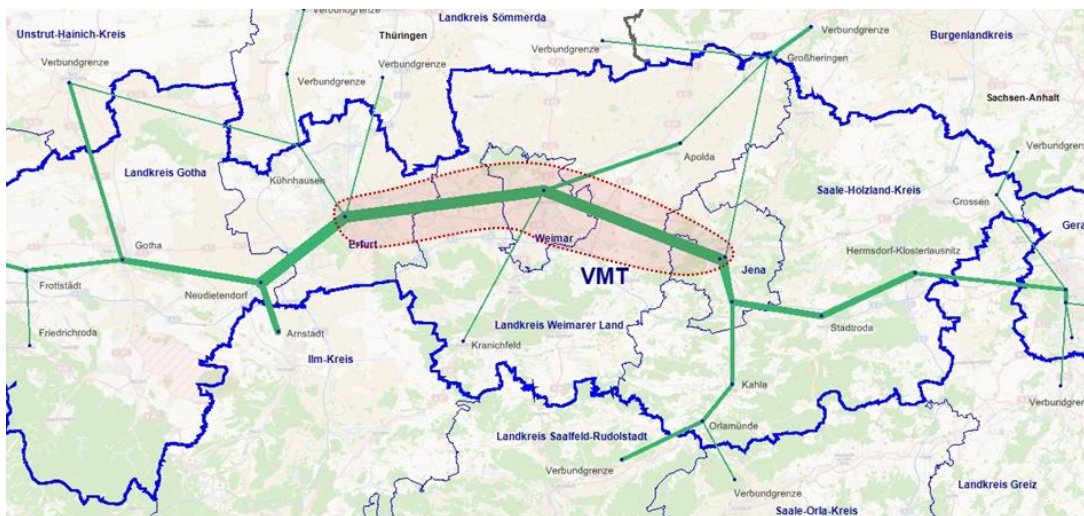 Verbundgrenze
Landkreis Sömmerda
Unstrut-Hainich-Kreis
Thüringen
Verbundgrenze
Verbundgrenze
Burgenlandkreis
Verbundgrenze
Verbundgrenze
Verbundgrenze
Großheringen
Sachsen-Anhalt
Verbundgrenze
Landkreis Gotha
Kühnhausen
Apolda
Saale-Holzland-Kreis
Crossen
Gera
Erfurt
Weimar
Gotha
Jena
Hermsdorf-Klosterlausnitz
VMT
Frottstädt
Neudietendorf
Friedrichroda
Arnstadt
Landkreis Weimarer Land
Stadtroda
Kranichfeld
Ilm-Kreis
Kahla
Verbundgrenze
Orlamünde
Landkreis Saalfeld-Rudolstadt
Verbundgrenze
Verbundgrenze
Landkreis Greiz
Saale-Orla-Kreis